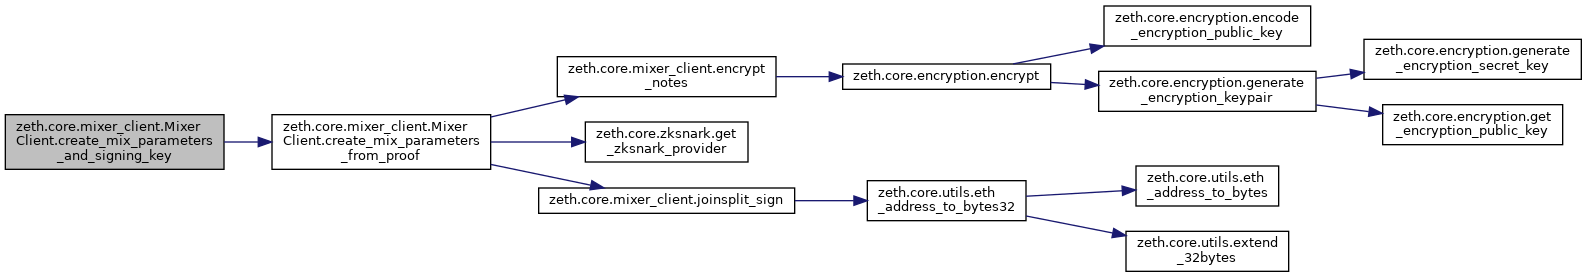 zeth.core.mixer_client.Mixer
Client.create_mix_parameters
_and_signing_key
zeth.core.mixer_client.Mixer
Client.create_mix_parameters
_from_proof
zeth.core.mixer_client.encrypt
_notes
zeth.core.zksnark.get
_zksnark_provider
zeth.core.mixer_client.joinsplit_sign
zeth.core.encryption.encrypt
zeth.core.utils.eth
_address_to_bytes32
zeth.core.encryption.encode
_encryption_public_key
zeth.core.encryption.generate
_encryption_keypair
zeth.core.utils.eth
_address_to_bytes
zeth.core.utils.extend
_32bytes
zeth.core.encryption.generate
_encryption_secret_key
zeth.core.encryption.get
_encryption_public_key